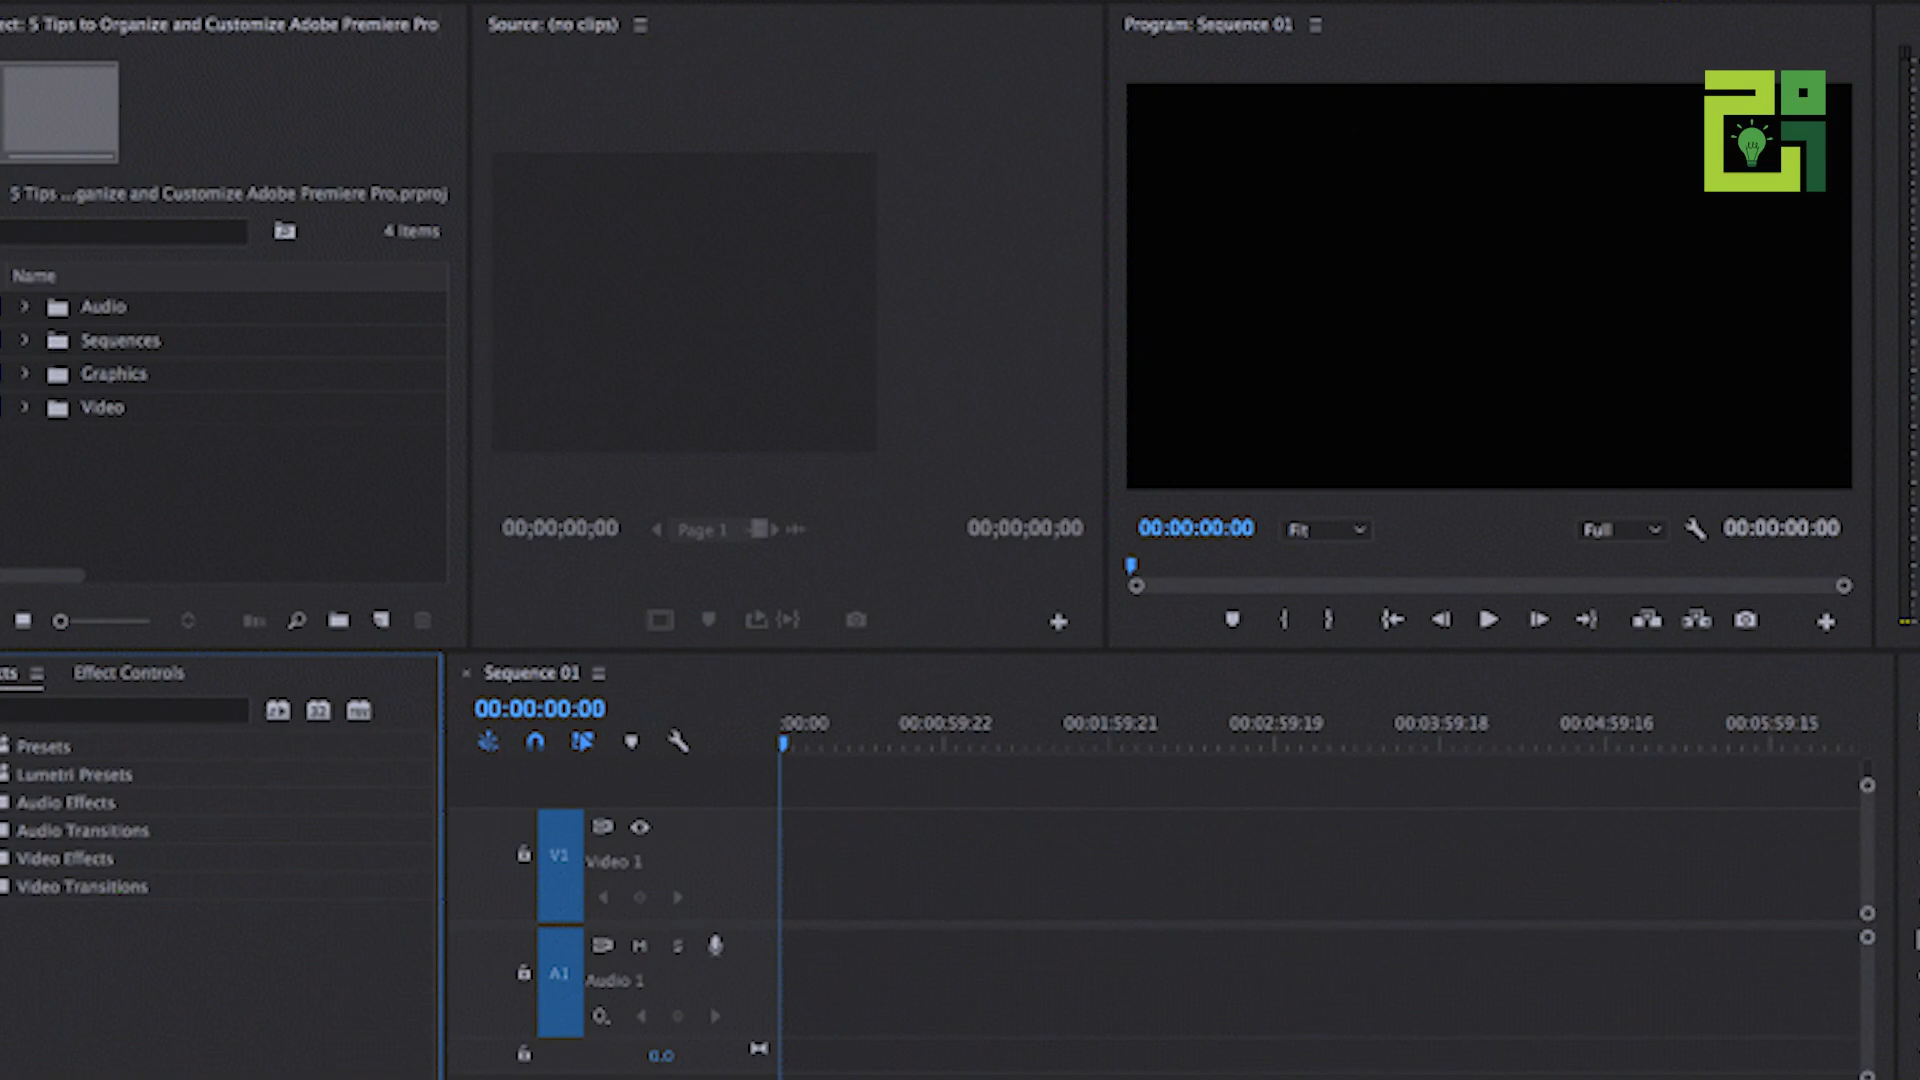 ect: 5 Tips to Organize and Customize Adobe Premiere Pro
5 Tips ...ganize and Customize Adobe Premiere Pro.prproj
4 Items
Name
Audio
Sequences
Graphics
Video
Source: (no clips)
00;00;00;00
Page 1
00;00;00;00
Program: Sequence 01
00:00:00:00
Fit
Full
00:00:00:00
cts
Effect Controls
Presets
Lumetri Presets
Audio Effects
Audio Transitions
Video Effects
Video Transitions
Sequence 01
00:00:00:00
:00:00
00:00:59:22
00:01:59:21
00:02:59:19
00:03:59:18
00:04:59:16
00:05:59:15
V1
Video 1
A1
M
S
Audio 1
0.0